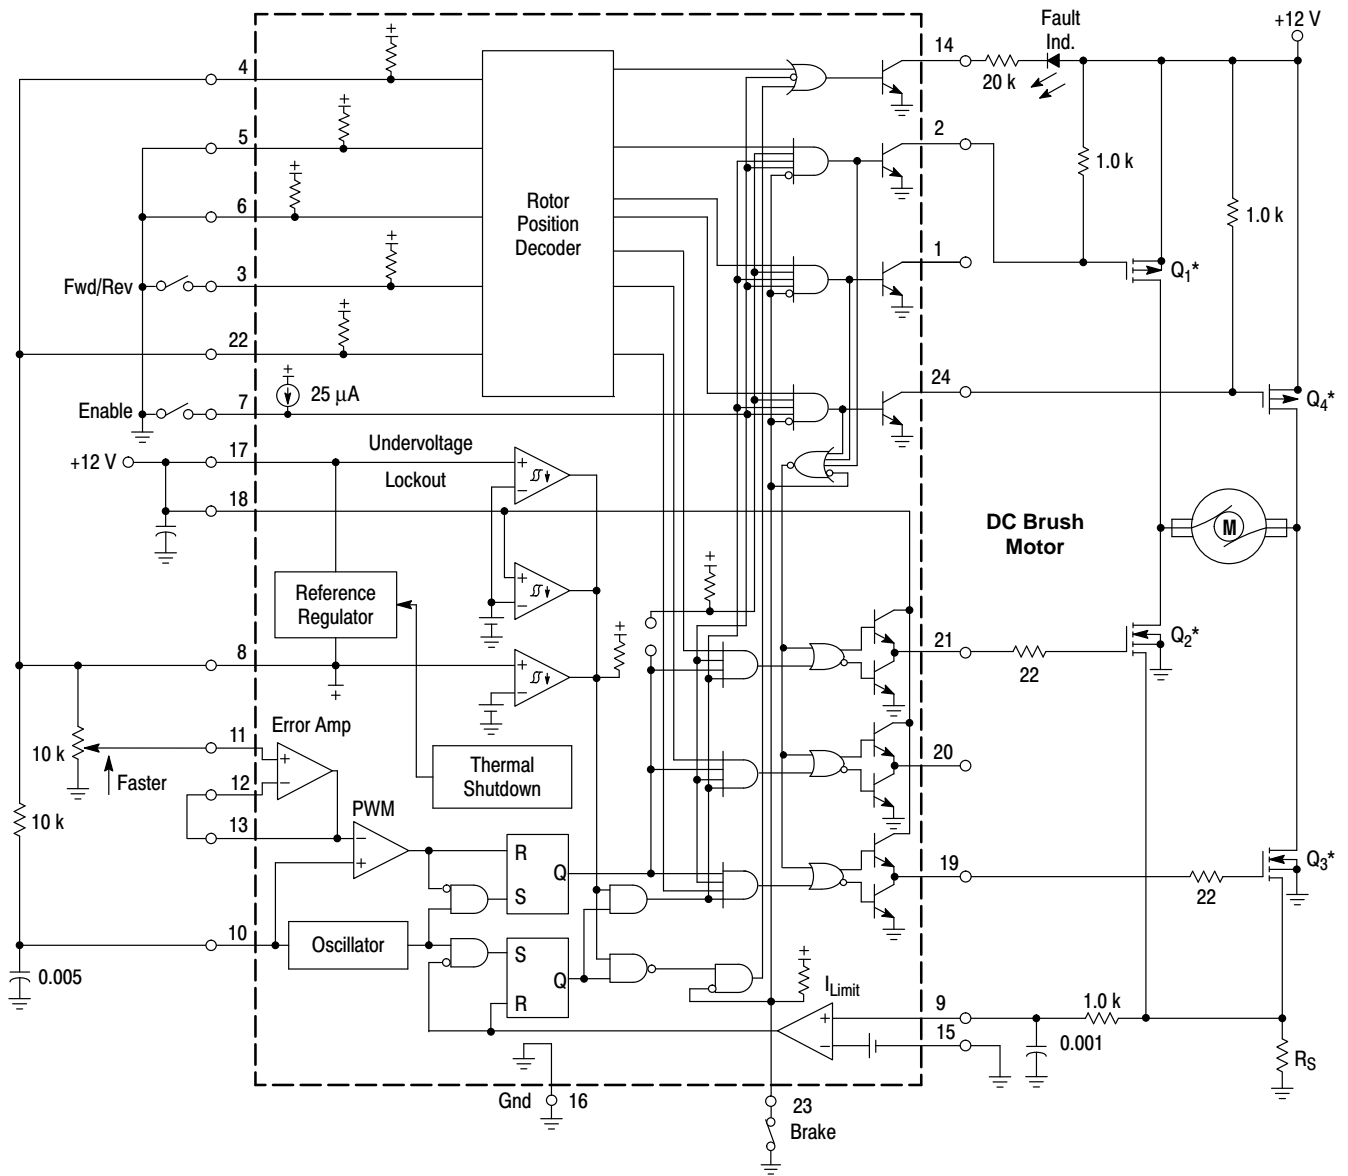 Fault
Ind.
+12 V
4
14
20 k
5
2
1.0 k
Rotor
Position
Decoder
6
1.0 k
Fwd/Rev
3
1
Q1*
22
Enable
7
25 µA
24
Q4*
+12 V
17
Undervoltage
Lockout
18
DC Brush
Motor
M
Reference
Regulator
8
21
22
Q2*
Error Amp
11
10 k
Faster
12
Thermal
Shutdown
20
10 k
13
PWM
R
Q
S
19
22
Q3*
10
Oscillator
S
Q
R
0.005
ILimit
9
1.0 k
15
0.001
RS
Gnd
16
23
Brake
+
−
+
−
+
−
+
−
−
+
+
−